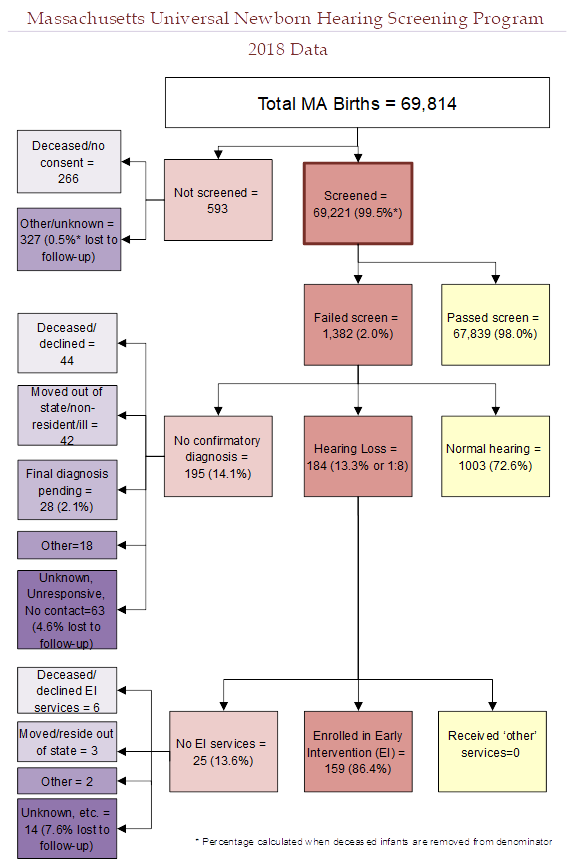 Massachusetts Universal Newborn Hearing Screening Program
2018 Data
Total MA Births = 69,814
Deceased/no
consent =
266
Other/unknown =
327 (0.5%* lost to
follow-up)
Not screened =
593
Screened =
69,221 (99.5%*)
Failed screen =
1,382 (2.0%)
Passed screen =
67,839 (98.0%)
Deceased/
declined =
44
Moved out of
state/non-
resident/ill =
42
Final diagnosis
pending =
28 (2.1%)
Other=18
Unknown,
Unresponsive,
No contact=63
(4.6% lost to
follow-up)
No confirmatory
diagnosis =
195 (14.1%)
Hearing Loss =
184 (13.3% or 1:8)
Normal hearing =
1003 (72.6%)
Deceased/
declined EI
services = 6
Moved/reside out
of state = 3
Other = 2
Unknown, etc. =
14 (7.6% lost to
follow-up)
No EI services =
25 (13.6%)
Enrolled in Early
Intervention (EI) =
159 (86.4%)
Received ‘other’
services=0
* Percentage calculated when deceased infants are removed from denominator